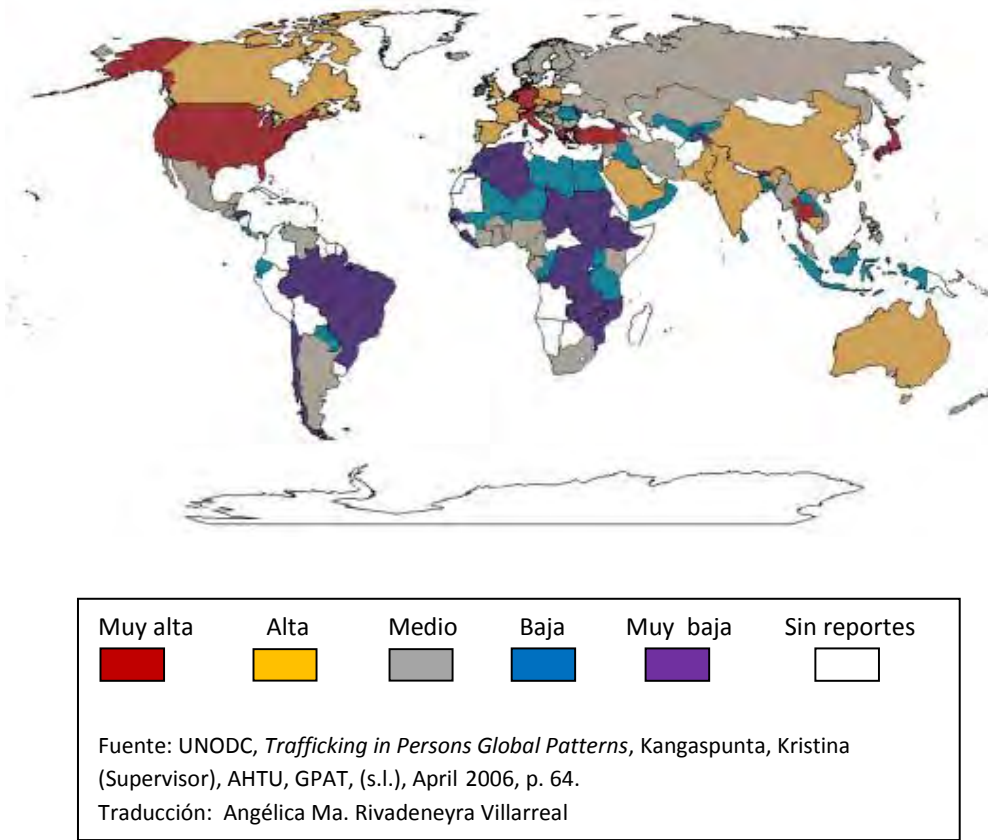 Muy alta Alta Medio Baja Muy baja Sin reportes
Fuente: UNODC, Trafficking in Persons Global Patterns, Kangaspunta, Kristina
(Supervisor), AHTU, GPAT, (s.l.), April 2006, p. 64.
Traducción: Angélica Ma. Rivadeneyra Villarreal